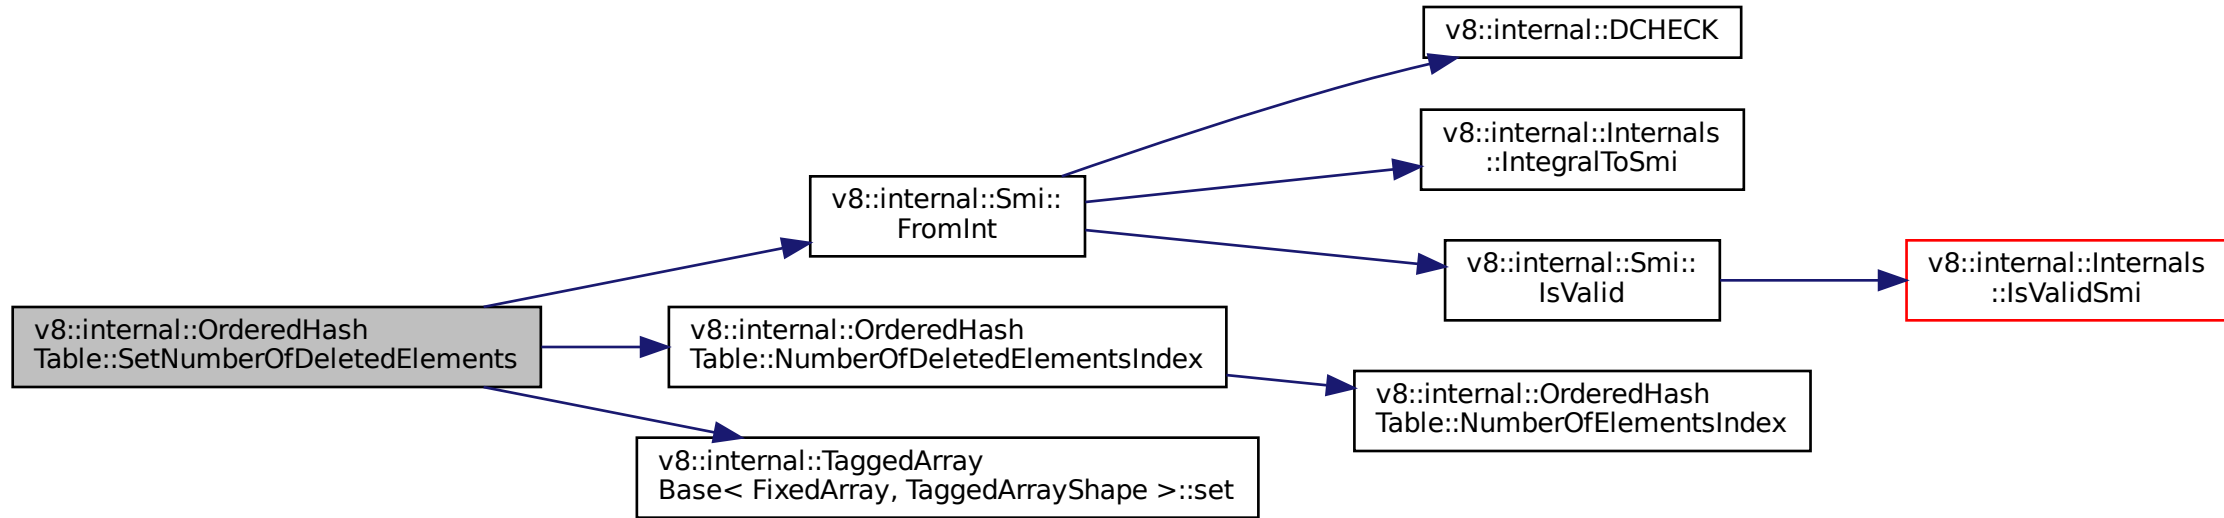 v8::internal::DCHECK
v8::internal::Internals
::IntegralToSmi
v8::internal::Smi::
FromInt
v8::internal::Smi::
IsValid
v8::internal::Internals
::IsValidSmi
v8::internal::OrderedHash
Table::SetNumberOfDeletedElements
v8::internal::OrderedHash
Table::NumberOfDeletedElementsIndex
v8::internal::OrderedHash
Table::NumberOfElementsIndex
v8::internal::TaggedArray
Base< FixedArray, TaggedArrayShape >::set